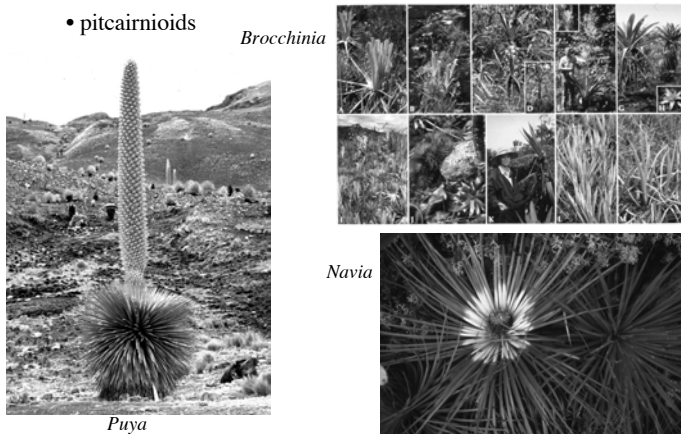 • pitcairnioids
Brocchinia
A B C D E F G H
I J K L M
Navia
Puya